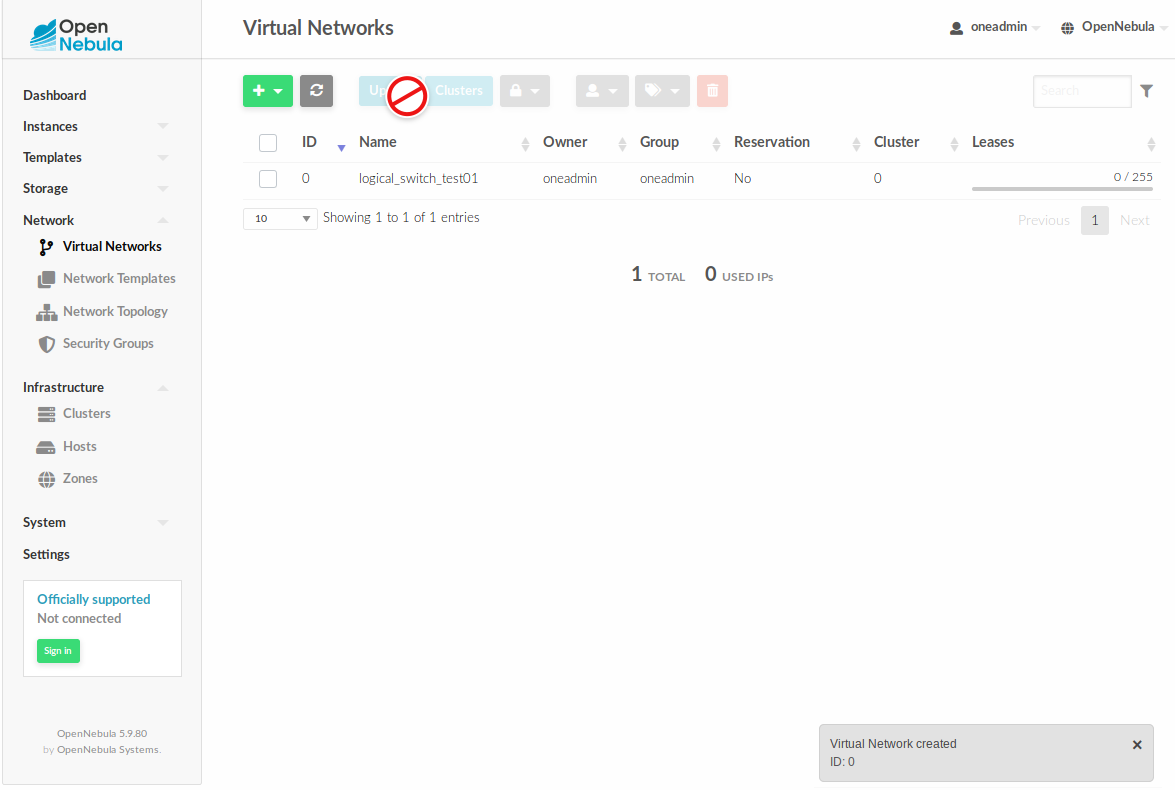 Open
Nebula
Virtual Networks
oneadmin
OpenNebula
Dashboard
Instances
Templates
Storage
Network
Virtual Networks
Network Templates
Network Topology
Security Groups
Infrastructure
Clusters
Hosts
Zones
System
Settings
Officially supported
Not connected
Sign in
OpenNebula 5.9.80
by OpenNebula Systems.
Clusters
Search
ID Name Owner Group Reservation Cluster Leases
0 logical_switch_test01 oneadmin oneadmin No 0 0 / 255
10 Showing 1 to 1 of 1 entries
Previous 1 Next
1 TOTAL 0 USED IPs
Virtual Network created
ID: 0